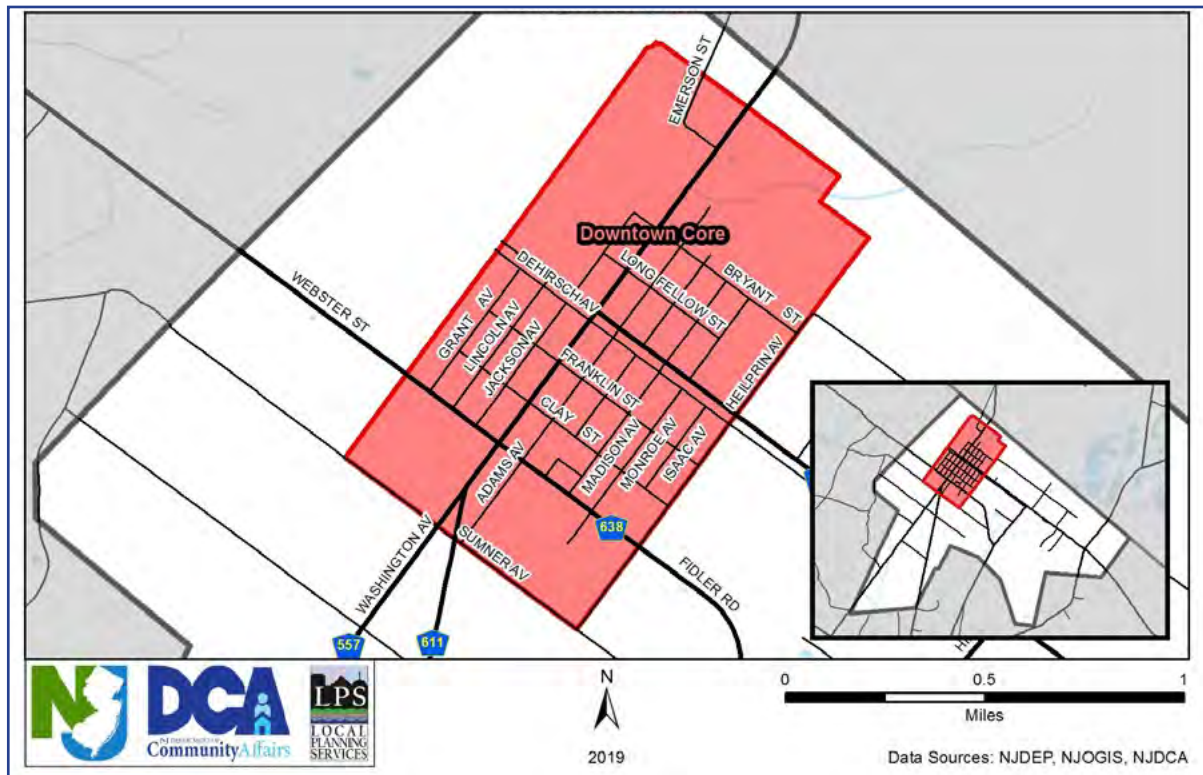 EMERSON ST
Downtown Core
DEHIRSCH AV
LONG FELLOW ST
BRYANT ST
WEBSTER ST
GRANT AV
LINCOLN AV
JACKSON AV
FRANKLIN ST
HEILPRIN AV
CLAY ST
MADISON AV
MONROE AV
ISAAC AV
ADAMS AV
SUMNER AV
WASHINGTON AV
638
FIDLER RD
557
611
NJ
DCA
Community Affairs
LPS
LOCAL
PLANNING
SERVICES
N
2019
0 0.5 1
Miles
Data Sources: NJDEP, NJOGIS, NJDCA